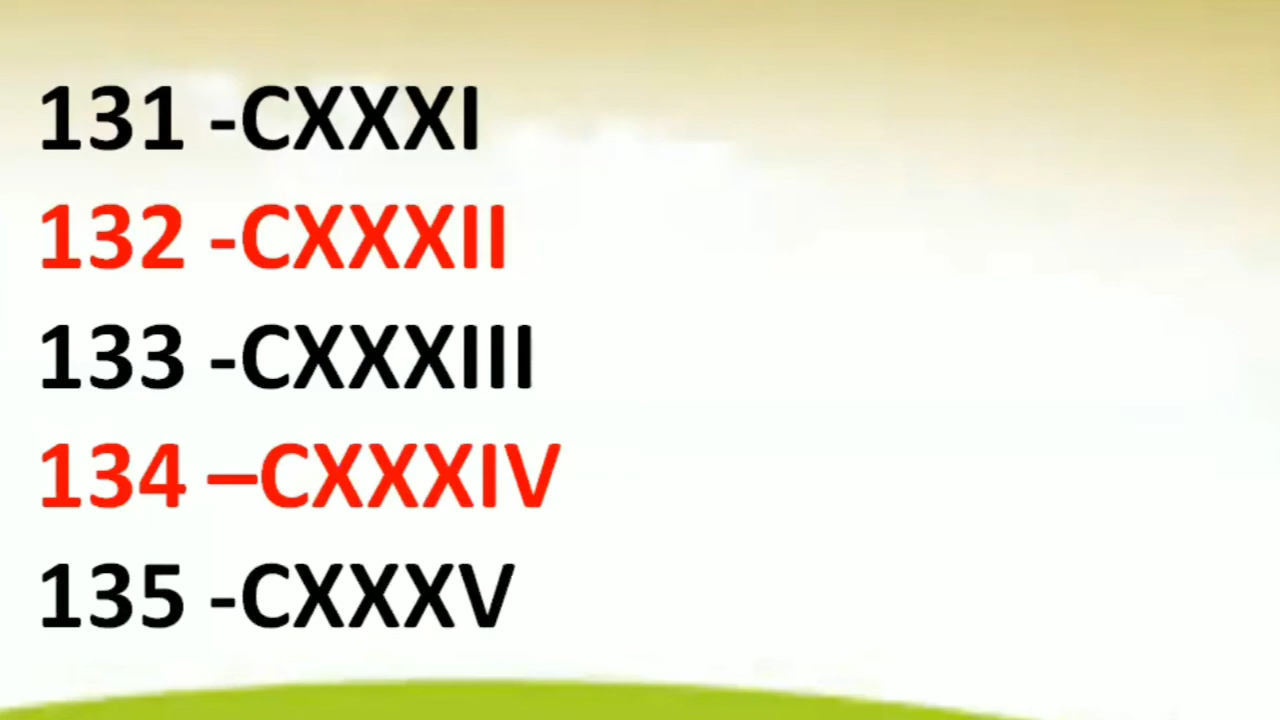 131 -CXXXI
132 -CXXXII
133 -CXXXIII
134 –CXXXIV
135 -CXXXV